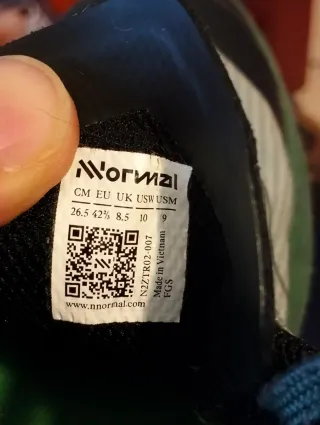 NNormal
CM EU UK USW USM
26.5 42⅔ 8.5 10 9
www.nnormal.com
N2ZTR02-007
Made in Vietnam
FGS